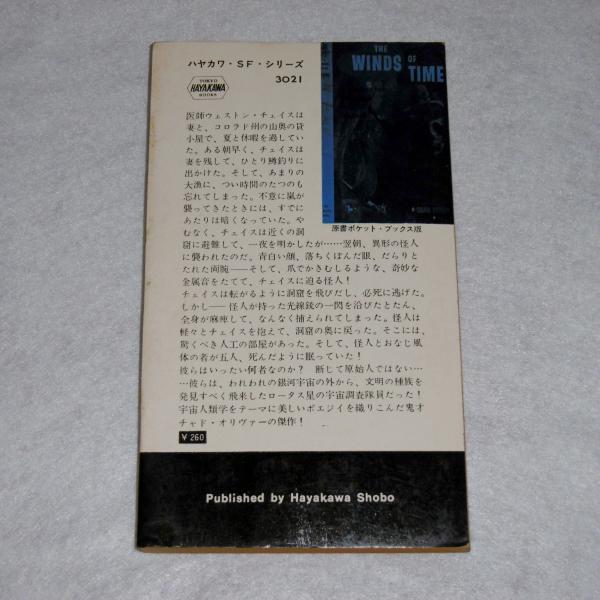 ハヤカワ・SF・シリーズ
TOKYO
HAYAKAWA
BOOKS
3021
THE
WINDS OF
TIME
原書ポケット・ブックス版
医師ウェストン・チェイスは
妻と、コロラド州の山奥の貸
小屋で、夏と休暇を過してい
た。ある朝早く、チェイスは
妻を残して、ひとり鱒釣りに
出かけた。そして、あまりの
大漁に、つい時間のたつのも
忘れてしまった。不意に嵐が
襲ってきたときには、すでに
あたりは暗くなっていた。や
むなく、チェイスは近くの洞
窟に避難して、一夜を明かしたが……翌朝、異形の怪人
に襲われたのだ。青白い顔、落ちくぼんだ眼、だらりと
たれた両腕──そして、爪でかきむしるような、奇妙な
金属音をたてて、チェイスに迫る怪人！
チェイスは転がるように洞窟を飛びだし、必死に逃げた。
しかし──怪人が持った光線銃の一閃を浴びたとたん、
全身が麻痺して、なんなく捕えられてしまった。怪人は
軽々とチェイスを抱えて、洞窟の奥に戻った。そこには、
驚くべき人工の部屋があった。そして、怪人とおなじ風
体の者が五人、死んだように眠っていた！
彼らはいったい何者なのか？　断じて原始人ではない…
…彼らは、われわれの銀河宇宙の外から、文明の種族を
発見すべく飛来したロータス星の宇宙調査隊員だった！
宇宙人類学をテーマに美しいポエジイを織りこんだ鬼才
チャド・オリヴァーの傑作！
¥260
Published by Hayakawa Shobo